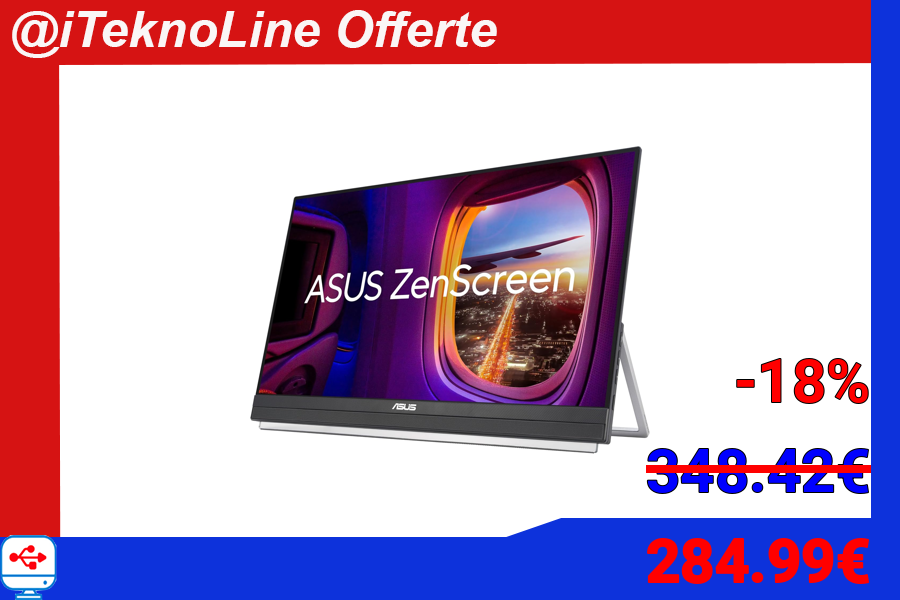 @iTeknoLine Offerte
ASUS ZenScreen
ASUS
-18%
348.42€
284.99€